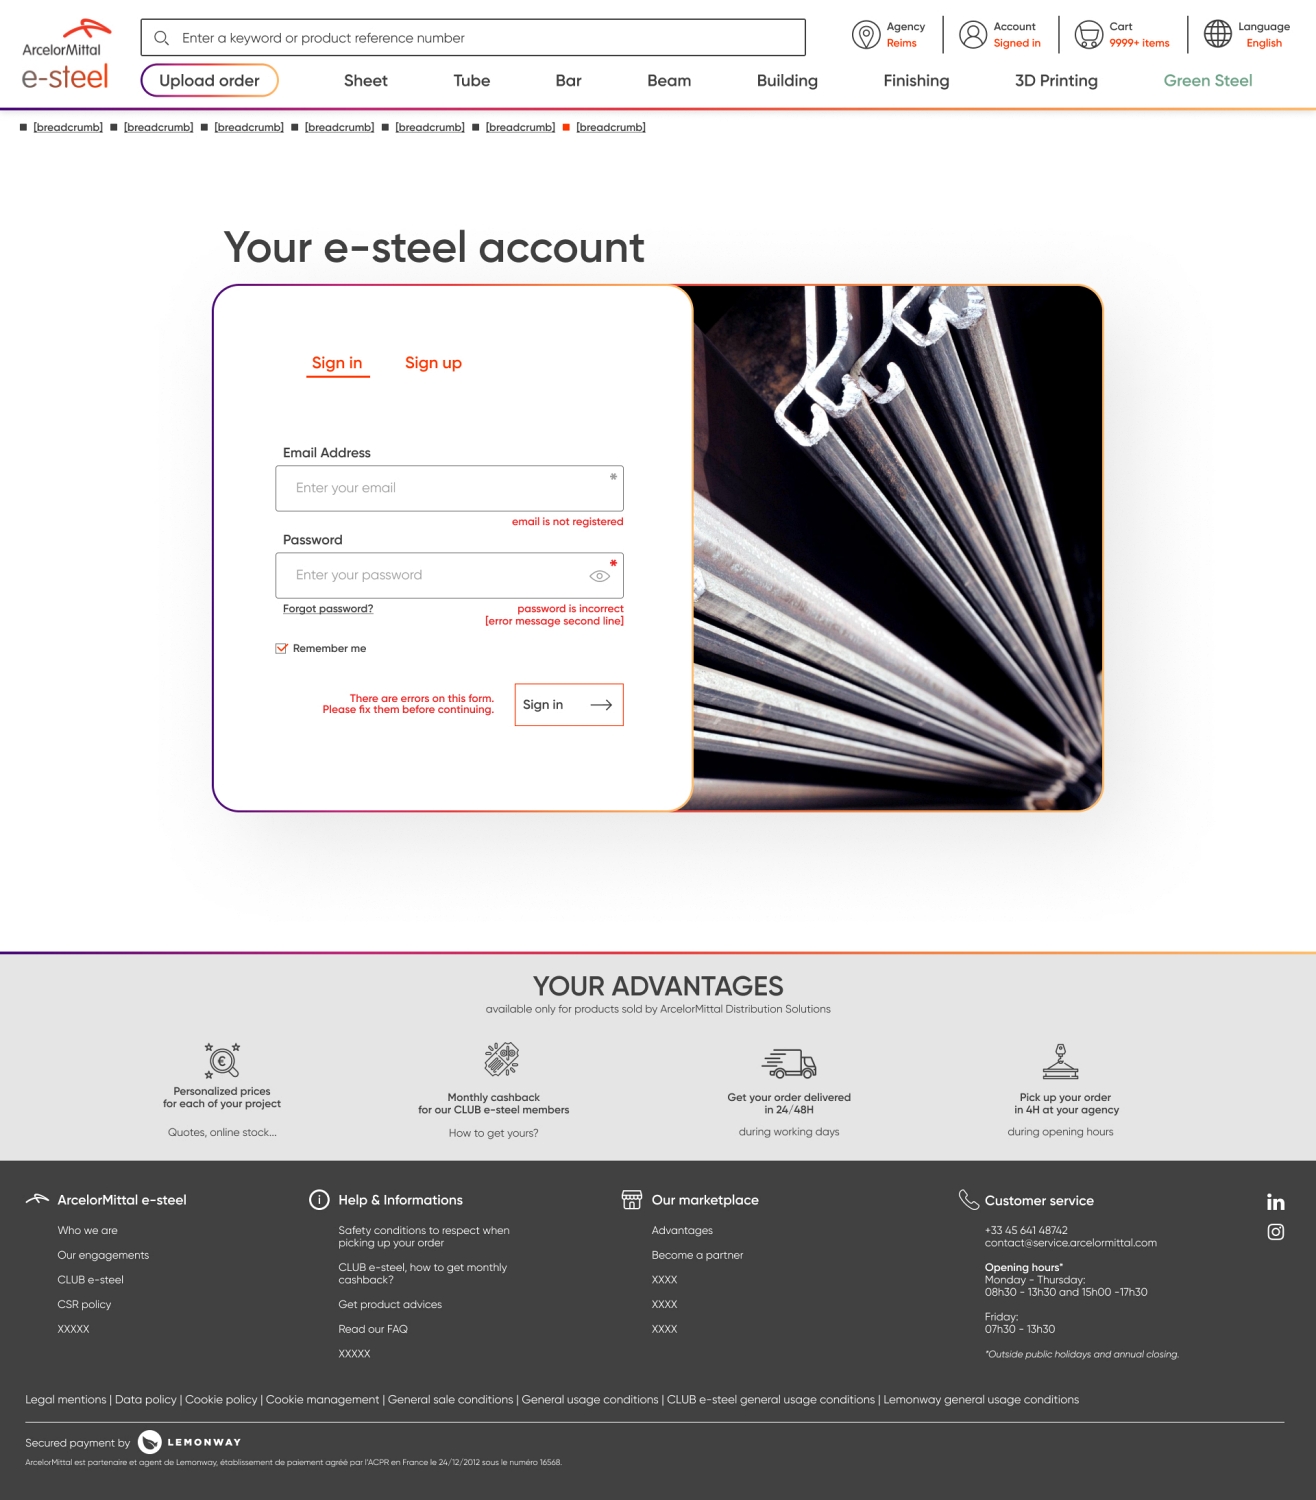 ArcelorMittal
e-steel
Enter a keyword or product reference number
Agency
Reims
Account
Signed in
Cart
9999+ items
Language
English
Upload order
Sheet
Tube
Bar
Beam
Building
Finishing
3D Printing
Green Steel
[breadcrumb] [breadcrumb] [breadcrumb] [breadcrumb] [breadcrumb] [breadcrumb] [breadcrumb]
Your e-steel account
Sign in
Sign up
Email Address
Enter your email *
email is not registered
Password
Enter your password *
Forgot password?
password is incorrect
[error message second line]
Remember me
There are errors on this form.
Please fix them before continuing.
Sign in
YOUR ADVANTAGES
available only for products sold by ArcelorMittal Distribution Solutions
Personalized prices
for each of your project
Quotes, online stock...
Monthly cashback
for our CLUB e-steel members
How to get yours?
Get your order delivered
in 24/48H
during working days
Pick up your order
in 4H at your agency
during opening hours
ArcelorMittal e-steel
Who we are
Our engagements
CLUB e-steel
CSR policy
XXXXX
Help & Informations
Safety conditions to respect when
picking up your order
CLUB e-steel, how to get monthly
cashback?
Get product advices
Read our FAQ
XXXXX
Our marketplace
Advantages
Become a partner
XXXX
XXXX
XXXX
Customer service
+33 45 641 48742
contact@service.arcelormittal.com
Opening hours*
Monday - Thursday:
08h30 - 13h30 and 15h00 -17h30
Friday:
07h30 - 13h30
*Outside public holidays and annual closing.
in
Legal mentions | Data policy | Cookie policy | Cookie management | General sale conditions | General usage conditions | CLUB e-steel general usage conditions | Lemonway general usage conditions
Secured payment by LEMONWAY
ArcelorMittal est partenaire et agent de Lemonway, établissement de paiement agréé par l'ACPR en France le 24/12/2012 sous le numéro 16568.